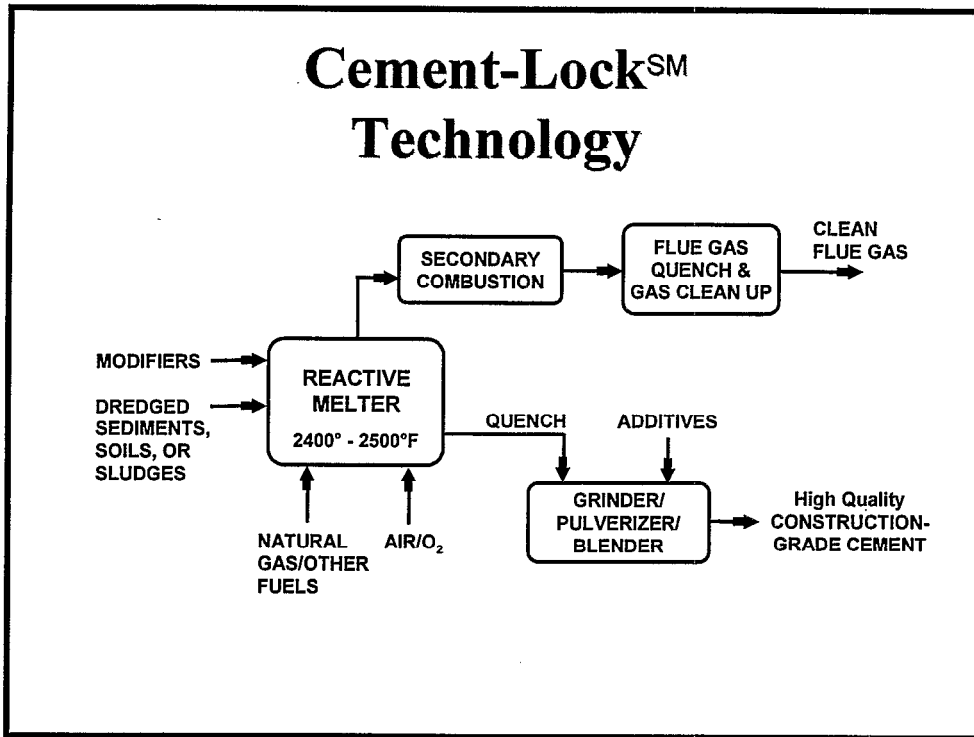 Cement-Lock℠
Technology
SECONDARY
COMBUSTION
FLUE GAS
QUENCH &
GAS CLEAN UP
CLEAN
FLUE GAS
MODIFIERS
DREDGED
SEDIMENTS,
SOILS, OR
SLUDGES
REACTIVE
MELTER
2400° - 2500°F
NATURAL
GAS/OTHER
FUELS
AIR/O₂
QUENCH
ADDITIVES
GRINDER/
PULVERIZER/
BLENDER
High Quality
CONSTRUCTION-
GRADE CEMENT